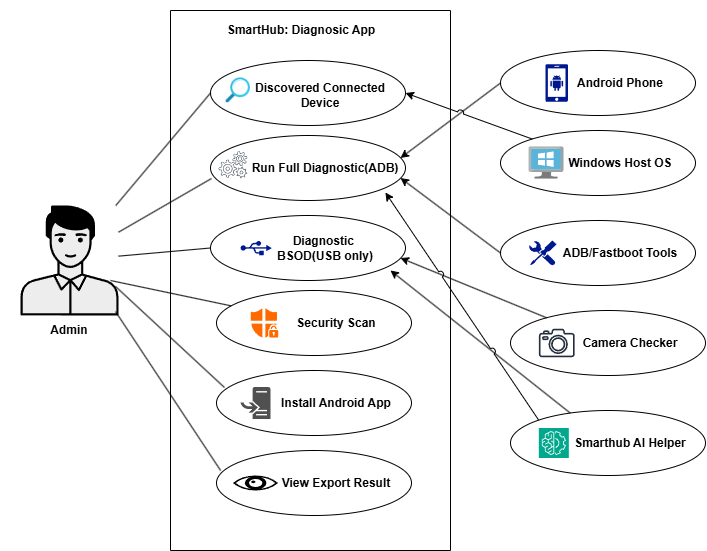 SmartHub: Diagnosic App
Discovered Connected
Device
Run Full Diagnostic(ADB)
Diagnostic
BSOD(USB only)
Security Scan
Install Android App
View Export Result
Admin
Android Phone
Windows Host OS
ADB/Fastboot Tools
Camera Checker
Smarthub AI Helper